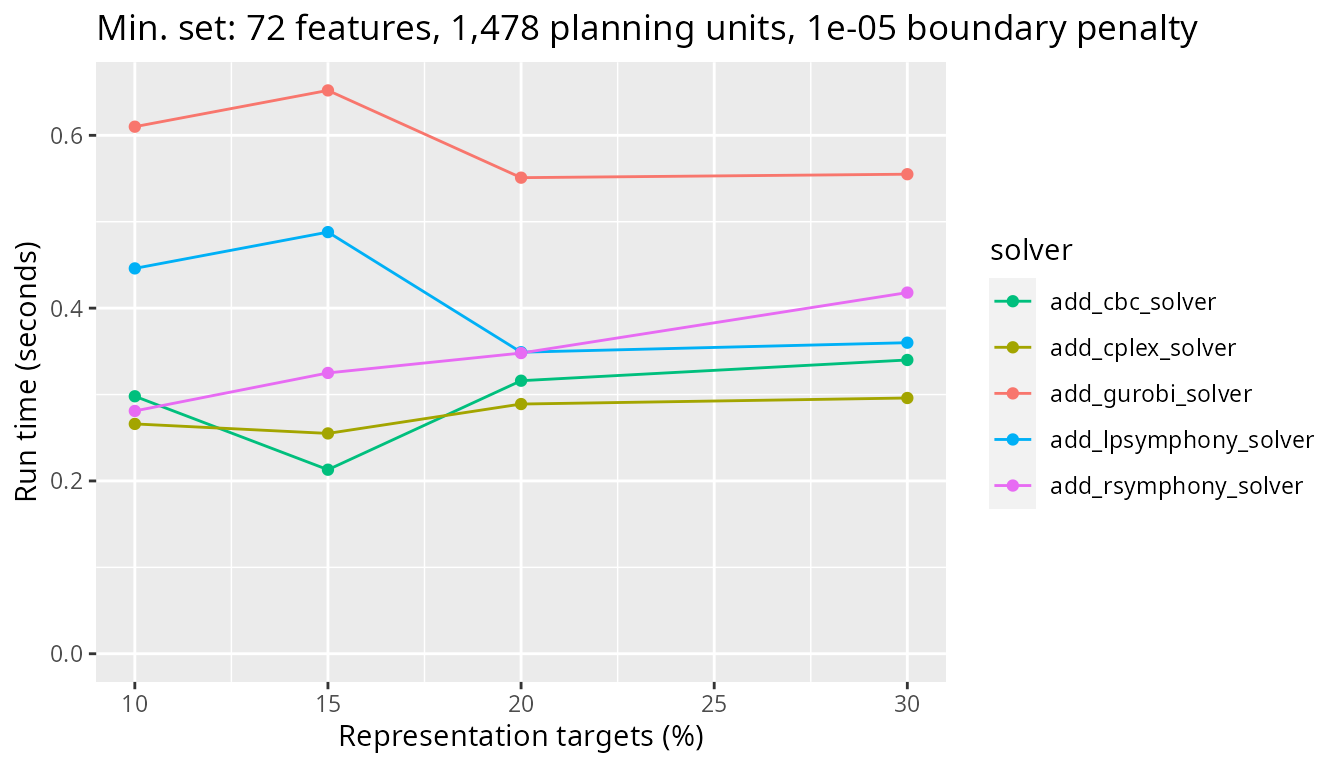 Min. set: 72 features, 1,478 planning units, 1e-05 boundary penalty
Run time (seconds)
0.6
0.4
0.2
0.0
10 15 20 25 30
Representation targets (%)
solver
add_cbc_solver
add_cplex_solver
add_gurobi_solver
add_lpsymphony_solver
add_rsymphony_solver